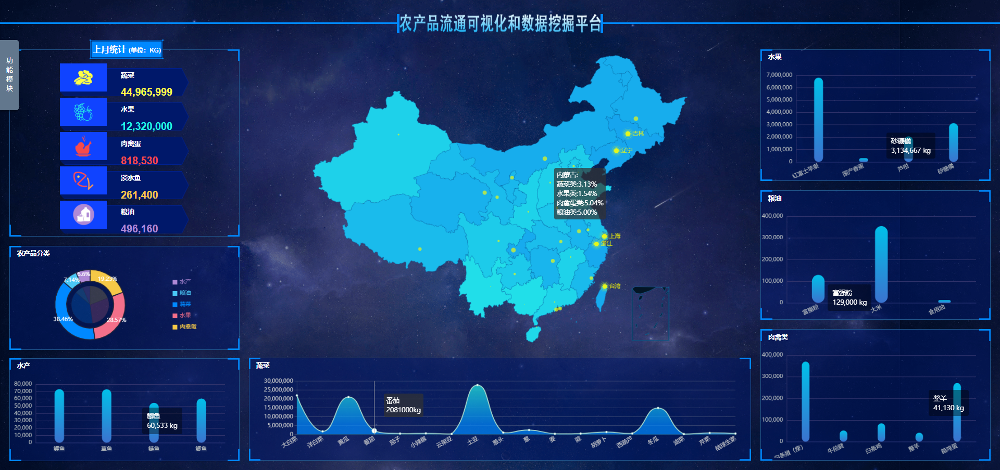 农产品流通可视化和数据挖掘平台
功能模块
上月统计 (单位: KG)
蔬菜
44,965,999
水果
12,320,000
肉禽蛋
818,530
淡水鱼
261,400
粮油
496,160
农产品分类
6.6%
19.23%
7.14%
38.46%
28.57%
水产
粮油
蔬菜
水果
肉禽蛋
水产
80,000
70,000
60,000
50,000
40,000
30,000
20,000
10,000
0
鲫鱼
60,533 kg
鲤鱼
草鱼
鲢鱼
鲫鱼
吉林
辽宁
内蒙古:
蔬菜类:3.13%
水果类:1.54%
肉禽蛋类:5.04%
粮油类:5.00%
上海
浙江
台湾
蔬菜
30,000,000
25,000,000
20,000,000
15,000,000
10,000,000
5,000,000
0
番茄
2081000kg
大白菜
洋白菜
黄瓜
番茄
茄子
小辣椒
云架豆
土豆
葱头
葱
姜
蒜
胡萝卜
西葫芦
冬瓜
油菜
芹菜
结球生菜
水果
7,000,000
6,000,000
5,000,000
4,000,000
3,000,000
2,000,000
1,000,000
0
砂糖橘
3,134,667 kg
红富士苹果
国产香蕉
芦柑
砂糖橘
粮油
400,000
300,000
200,000
100,000
0
富强粉
129,000 kg
富强粉
大米
食用油
肉禽类
400,000
300,000
200,000
100,000
0
整羊
41,130 kg
白条猪（瘦）
牛前腱
白条鸡
整羊
箱鸡蛋